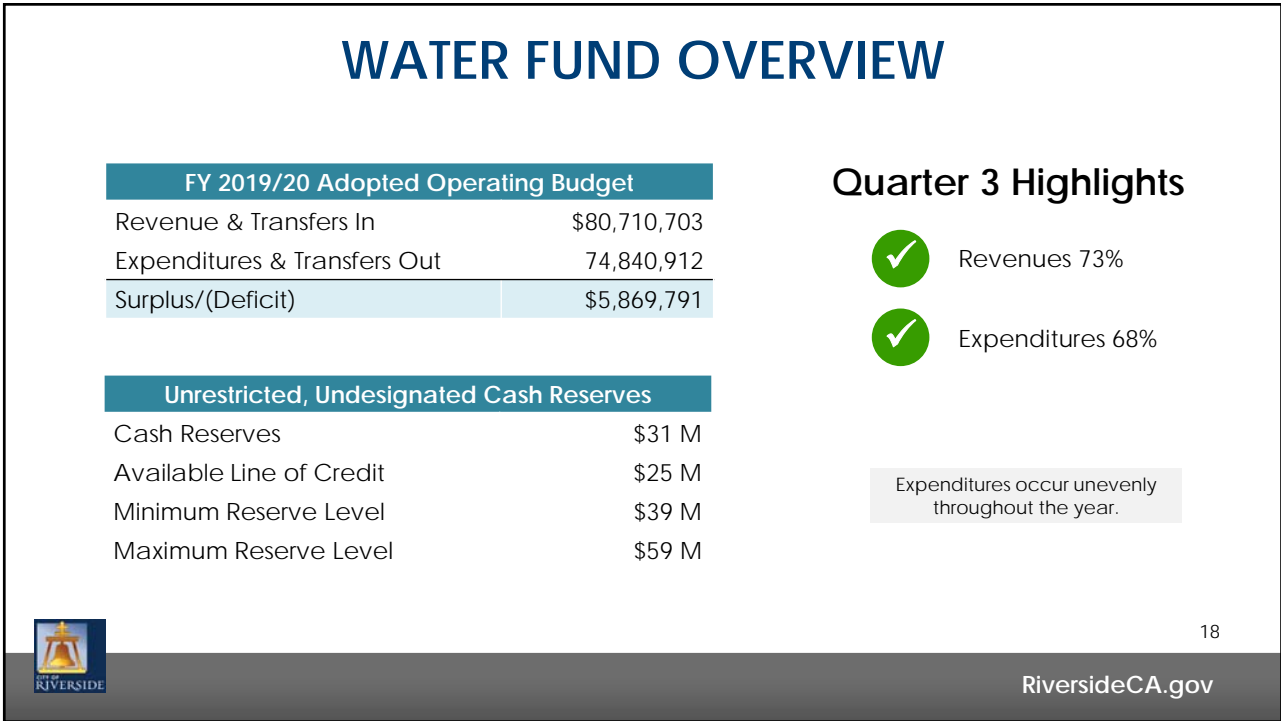 WATER FUND OVERVIEW
FY 2019/20 Adopted Operating Budget
Revenue & Transfers In $80,710,703
Expenditures & Transfers Out 74,840,912
Surplus/(Deficit) $5,869,791
Unrestricted, Undesignated Cash Reserves
Cash Reserves $31 M
Available Line of Credit $25 M
Minimum Reserve Level $39 M
Maximum Reserve Level $59 M
Quarter 3 Highlights
Revenues 73%
Expenditures 68%
Expenditures occur unevenly
throughout the year.
18
CITY OF
RIVERSIDE
RiversideCA.gov